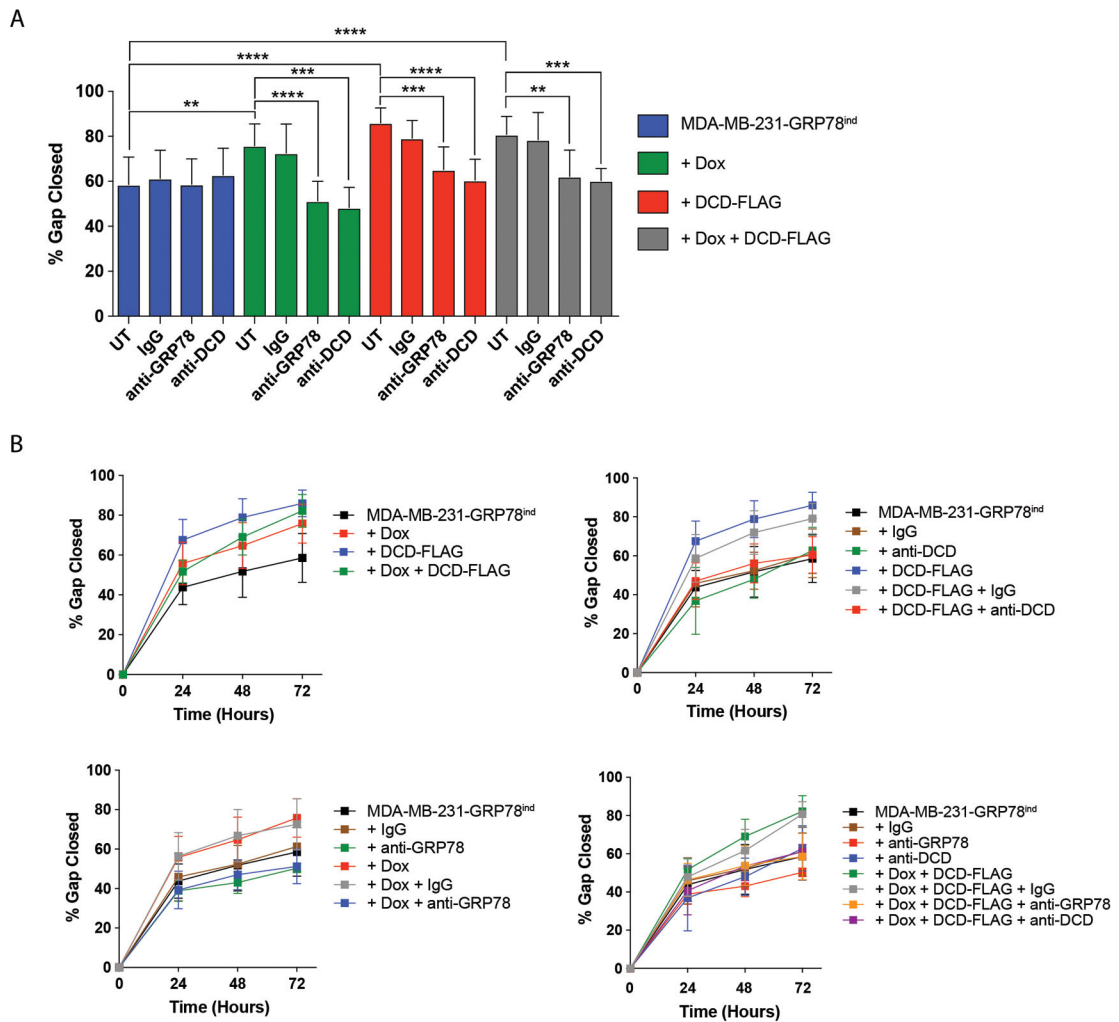 A
****
****
****
***
***
**
****
***
**
100
80
60
40
20
0
% Gap Closed
UT
IgG
anti-GRP78
anti-DCD
UT
IgG
anti-GRP78
anti-DCD
UT
IgG
anti-GRP78
anti-DCD
UT
IgG
anti-GRP78
anti-DCD
MDA-MB-231-GRP78ind
+ Dox
+ DCD-FLAG
+ Dox + DCD-FLAG
B
100
80
60
40
20
0
% Gap Closed
0 24 48 72
Time (Hours)
MDA-MB-231-GRP78ind
+ Dox
+ DCD-FLAG
+ Dox + DCD-FLAG
100
80
60
40
20
0
% Gap Closed
0 24 48 72
Time (Hours)
MDA-MB-231-GRP78ind
+ IgG
+ anti-DCD
+ DCD-FLAG
+ DCD-FLAG + IgG
+ DCD-FLAG + anti-DCD
100
80
60
40
20
0
% Gap Closed
0 24 48 72
Time (Hours)
MDA-MB-231-GRP78ind
+ IgG
+ anti-GRP78
+ Dox
+ Dox + IgG
+ Dox + anti-GRP78
100
80
60
40
20
0
% Gap Closed
0 24 48 72
Time (Hours)
MDA-MB-231-GRP78ind
+ IgG
+ anti-GRP78
+ anti-DCD
+ Dox + DCD-FLAG
+ Dox + DCD-FLAG + IgG
+ Dox + DCD-FLAG + anti-GRP78
+ Dox + DCD-FLAG + anti-DCD